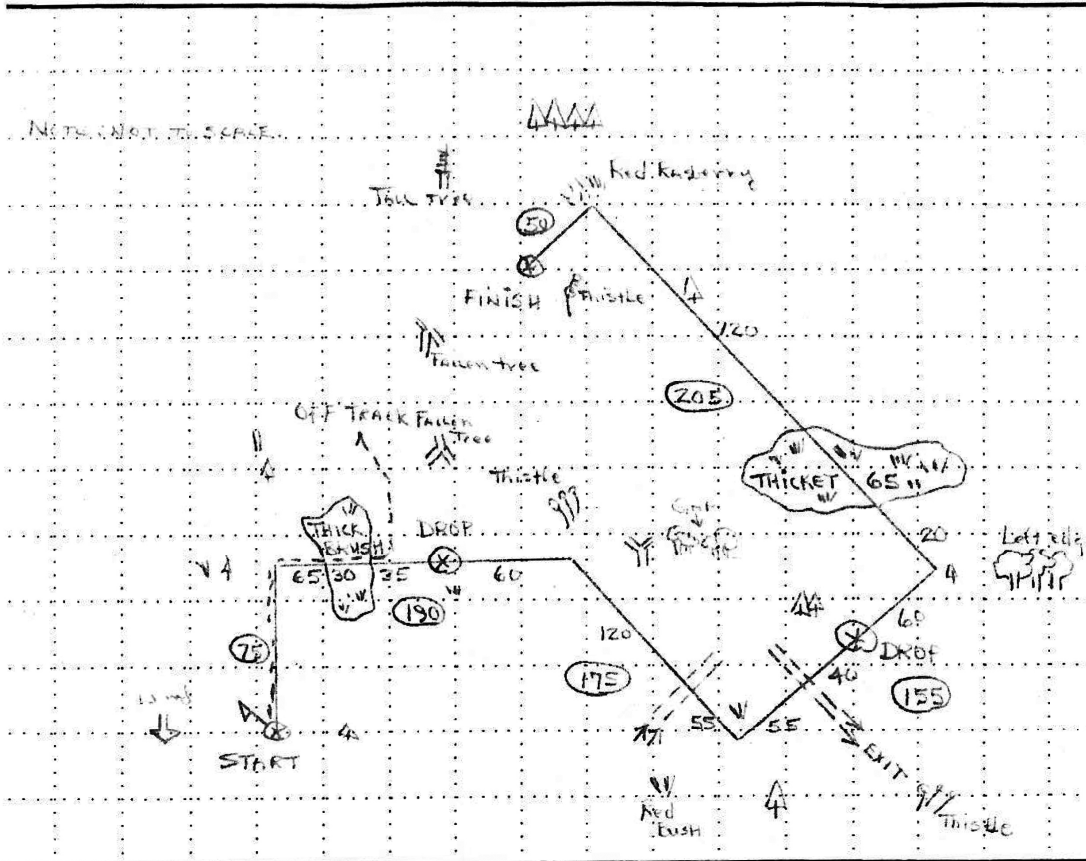 NOTE: NOT TO SCALE
Red Rasberry
Tall tree
50
FINISH
Thistle
120
Fallen tree
205
OFF TRACK
Fallen
Tree
Thistle
THICKET 65
THICK
BRUSH
DROP
20
65 30 35
60
190
60
120
DROP
75
175
40
155
55
55
START
EXIT
Red
bush
Thistle